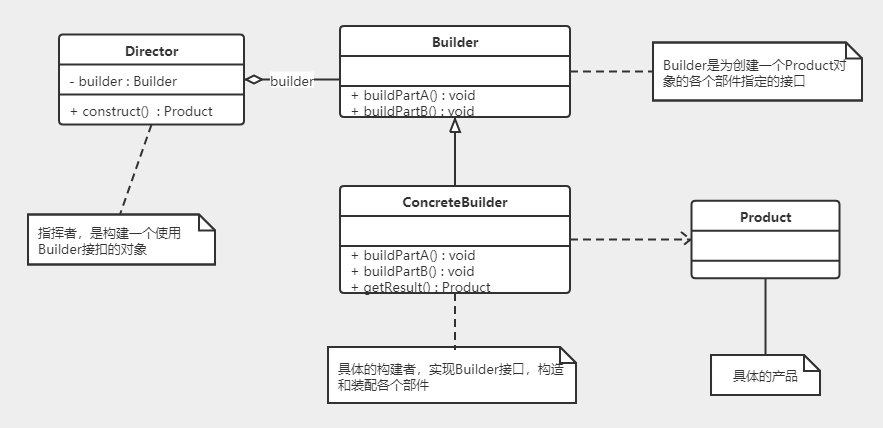 Director
- builder : Builder
+ construct()  : Product
builder
Builder
+ buildPartA() : void
+ buildPartB() : void
Builder是为创建一个Product对
象的各个部件指定的接口
指挥者，是构建一个使用
Builder接扣的对象
ConcreteBuilder
+ buildPartA() : void
+ buildPartB() : void
+ getResult() : Product
Product
具体的构建者，实现Builder接口，构造
和装配各个部件
具体的产品